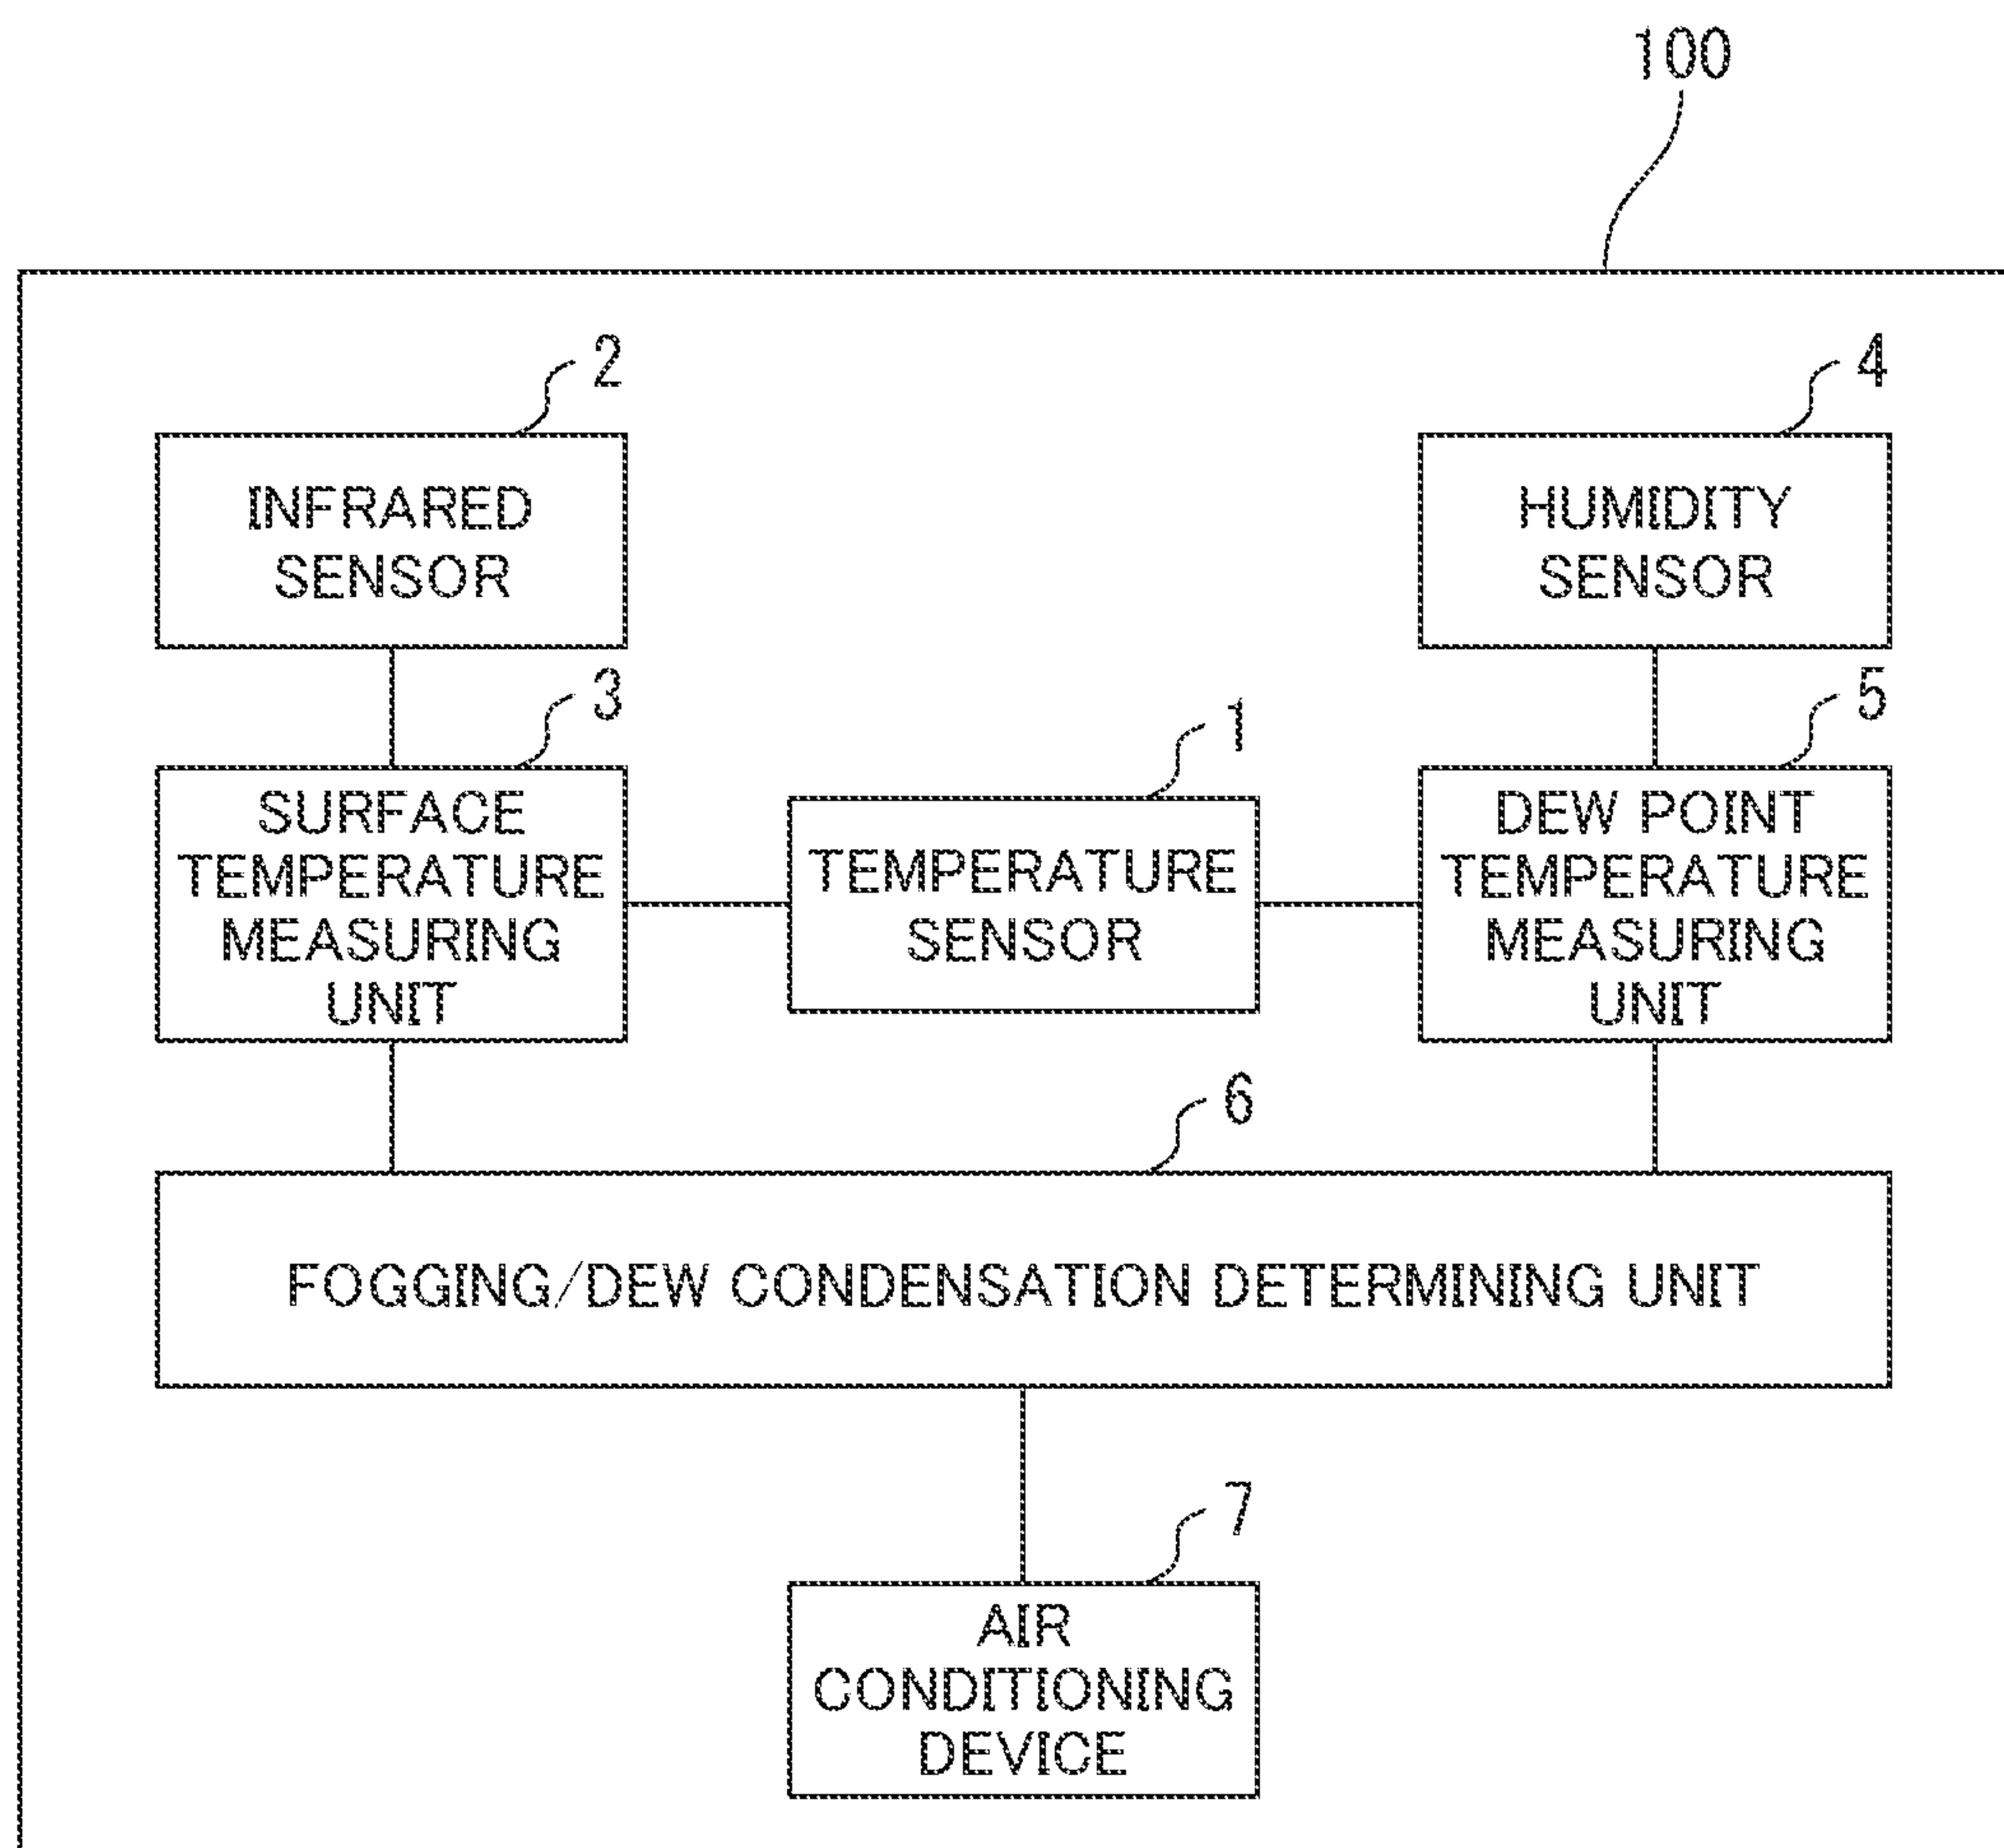 100
2
INFRARED
SENSOR
4
HUMIDITY
SENSOR
3
SURFACE
TEMPERATURE
MEASURING
UNIT
1
TEMPERATURE
SENSOR
5
DEW POINT
TEMPERATURE
MEASURING
UNIT
6
FOGGING/DEW CONDENSATION DETERMINING UNIT
7
AIR
CONDITIONING
DEVICE